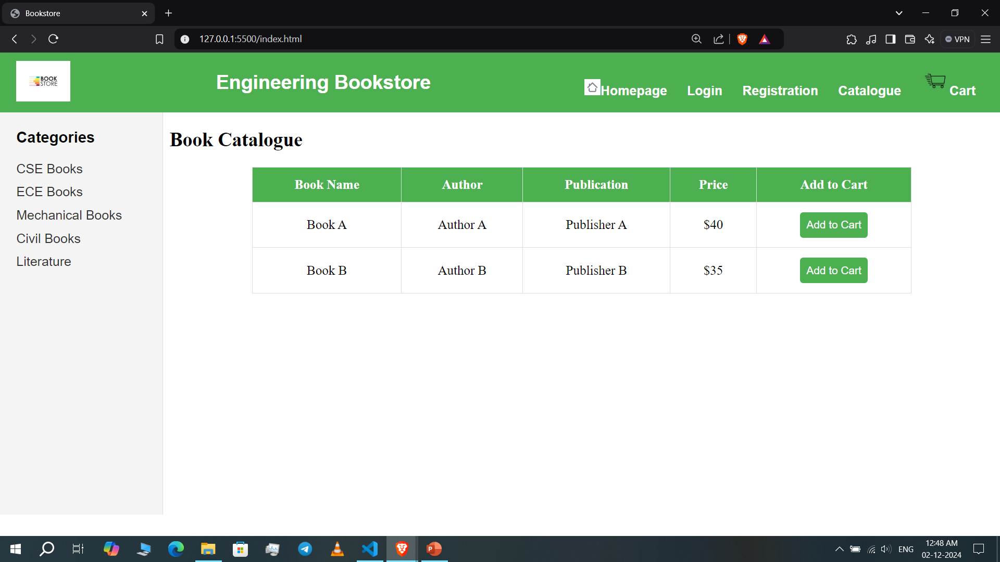 Bookstore
127.0.0.1:5500/index.html
VPN
BOOK
STORE
Engineering Bookstore
Homepage Login Registration Catalogue Cart
Categories
CSE Books
ECE Books
Mechanical Books
Civil Books
Literature
Book Catalogue
Book Name Author Publication Price Add to Cart
Book A Author A Publisher A $40 Add to Cart
Book B Author B Publisher B $35 Add to Cart
P
ENG
12:48 AM
02-12-2024